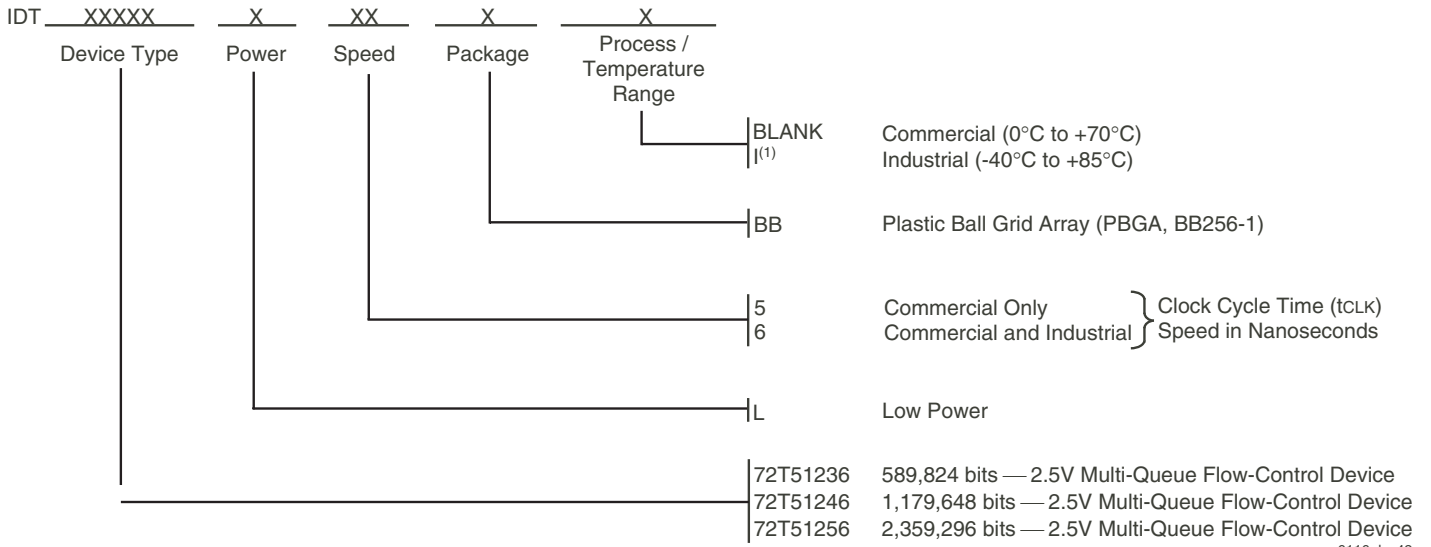 IDT XXXXX X XX X X
Device Type Power Speed Package Process /
Temperature
Range
BLANK Commercial (0°C to +70°C)
I(1) Industrial (-40°C to +85°C)
BB Plastic Ball Grid Array (PBGA, BB256-1)
5 Commercial Only Clock Cycle Time (tCLK)
6 Commercial and Industrial Speed in Nanoseconds
L Low Power
72T51236 589,824 bits — 2.5V Multi-Queue Flow-Control Device
72T51246 1,179,648 bits — 2.5V Multi-Queue Flow-Control Device
72T51256 2,359,296 bits — 2.5V Multi-Queue Flow-Control Device